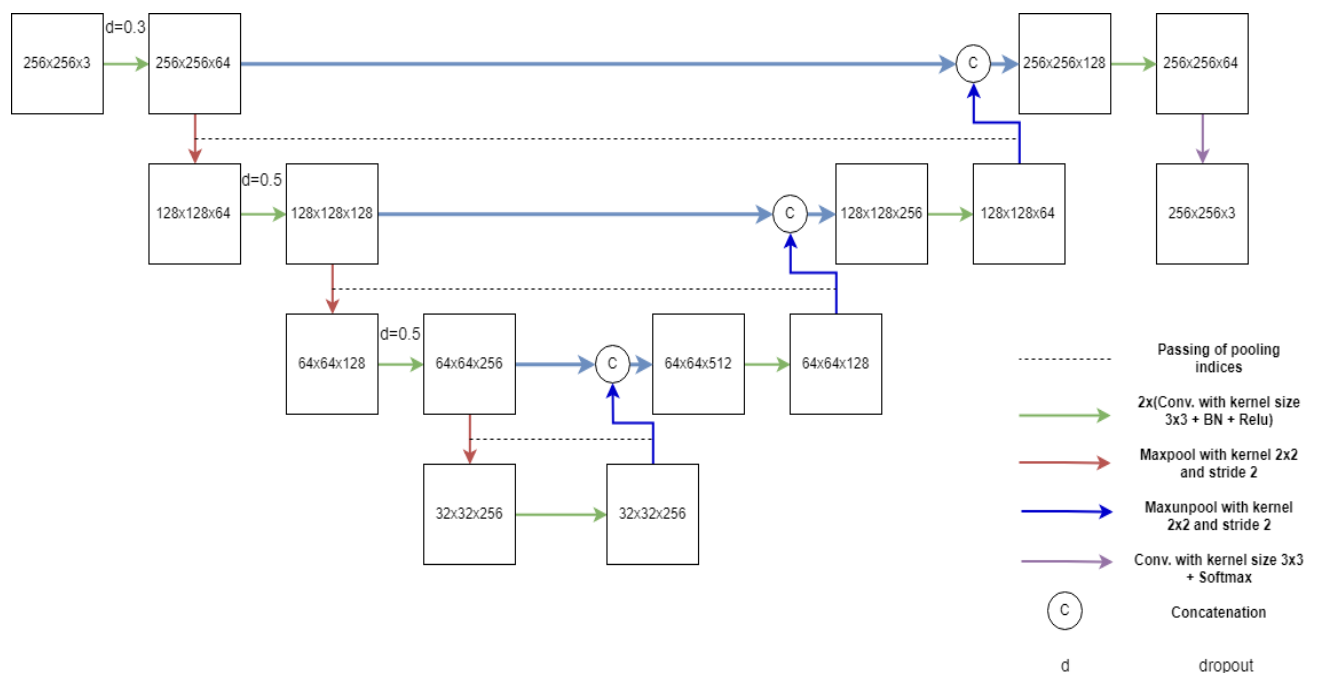 d=0.3
256x256x3
256x256x64
C
256x256x128
256x256x64
d=0.5
128x128x64
128x128x128
C
128x128x256
128x128x64
256x256x3
d=0.5
64x64x128
64x64x256
C
64x64x512
64x64x128
32x32x256
32x32x256
Passing of pooling
indices
2x(Conv. with kernel size
3x3 + BN + Relu)
Maxpool with kernel 2x2
and stride 2
Maxunpool with kernel
2x2 and stride 2
Conv. with kernel size 3x3
+ Softmax
C
Concatenation
d
dropout